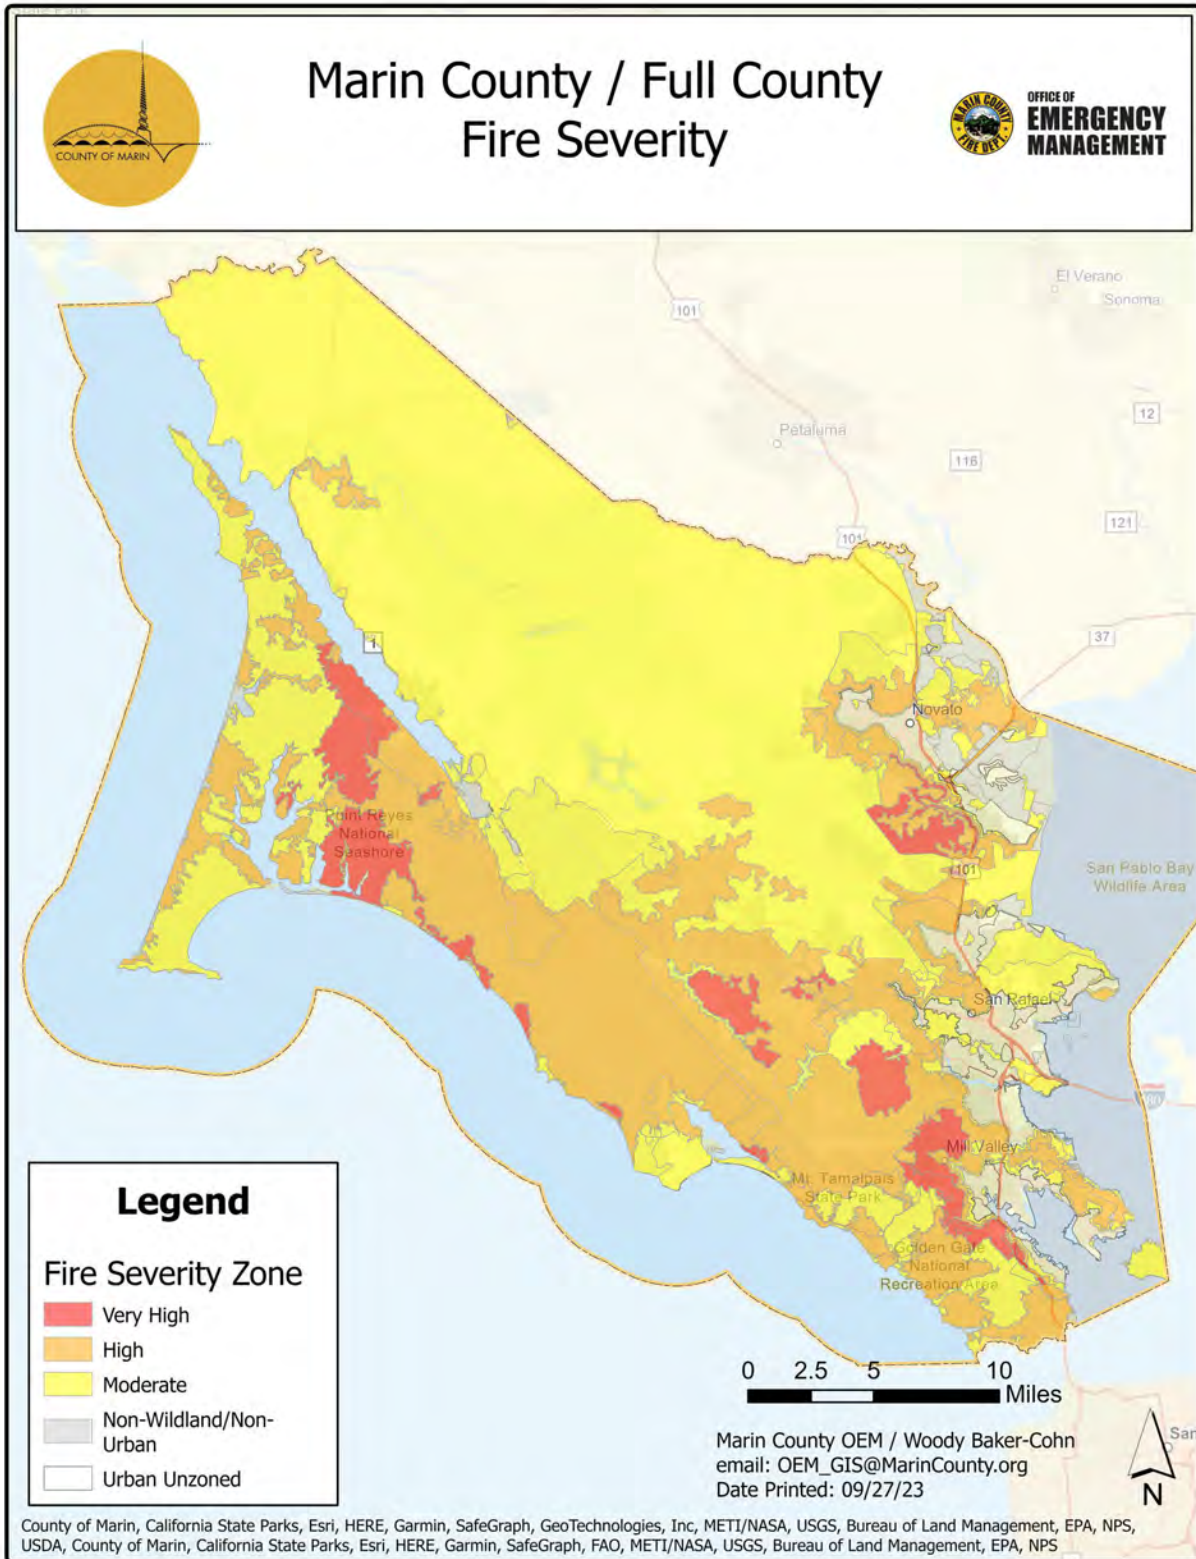 State Park
Marin County / Full County
Fire Severity
COUNTY OF MARIN
MARIN COUNTY
FIRE DEPT.
OFFICE OF
EMERGENCY
MANAGEMENT
El Verano
Sonoma
101
12
Petaluma
116
121
101
37
1
Novato
Point Reyes
National
Seashore
101
San Pablo Bay
Wildlife Area
San Rafael
Mill Valley
Mt. Tamalpais
State Park
Golden Gate
National
Recreation Area
Legend
Fire Severity Zone
Very High
High
Moderate
Non-Wildland/Non-
Urban
Urban Unzoned
0 2.5 5 10
Miles
Marin County OEM / Woody Baker-Cohn
email: OEM_GIS@MarinCounty.org
Date Printed: 09/27/23
San
N
County of Marin, California State Parks, Esri, HERE, Garmin, SafeGraph, GeoTechnologies, Inc, METI/NASA, USGS, Bureau of Land Management, EPA, NPS,
USDA, County of Marin, California State Parks, Esri, HERE, Garmin, SafeGraph, FAO, METI/NASA, USGS, Bureau of Land Management, EPA, NPS